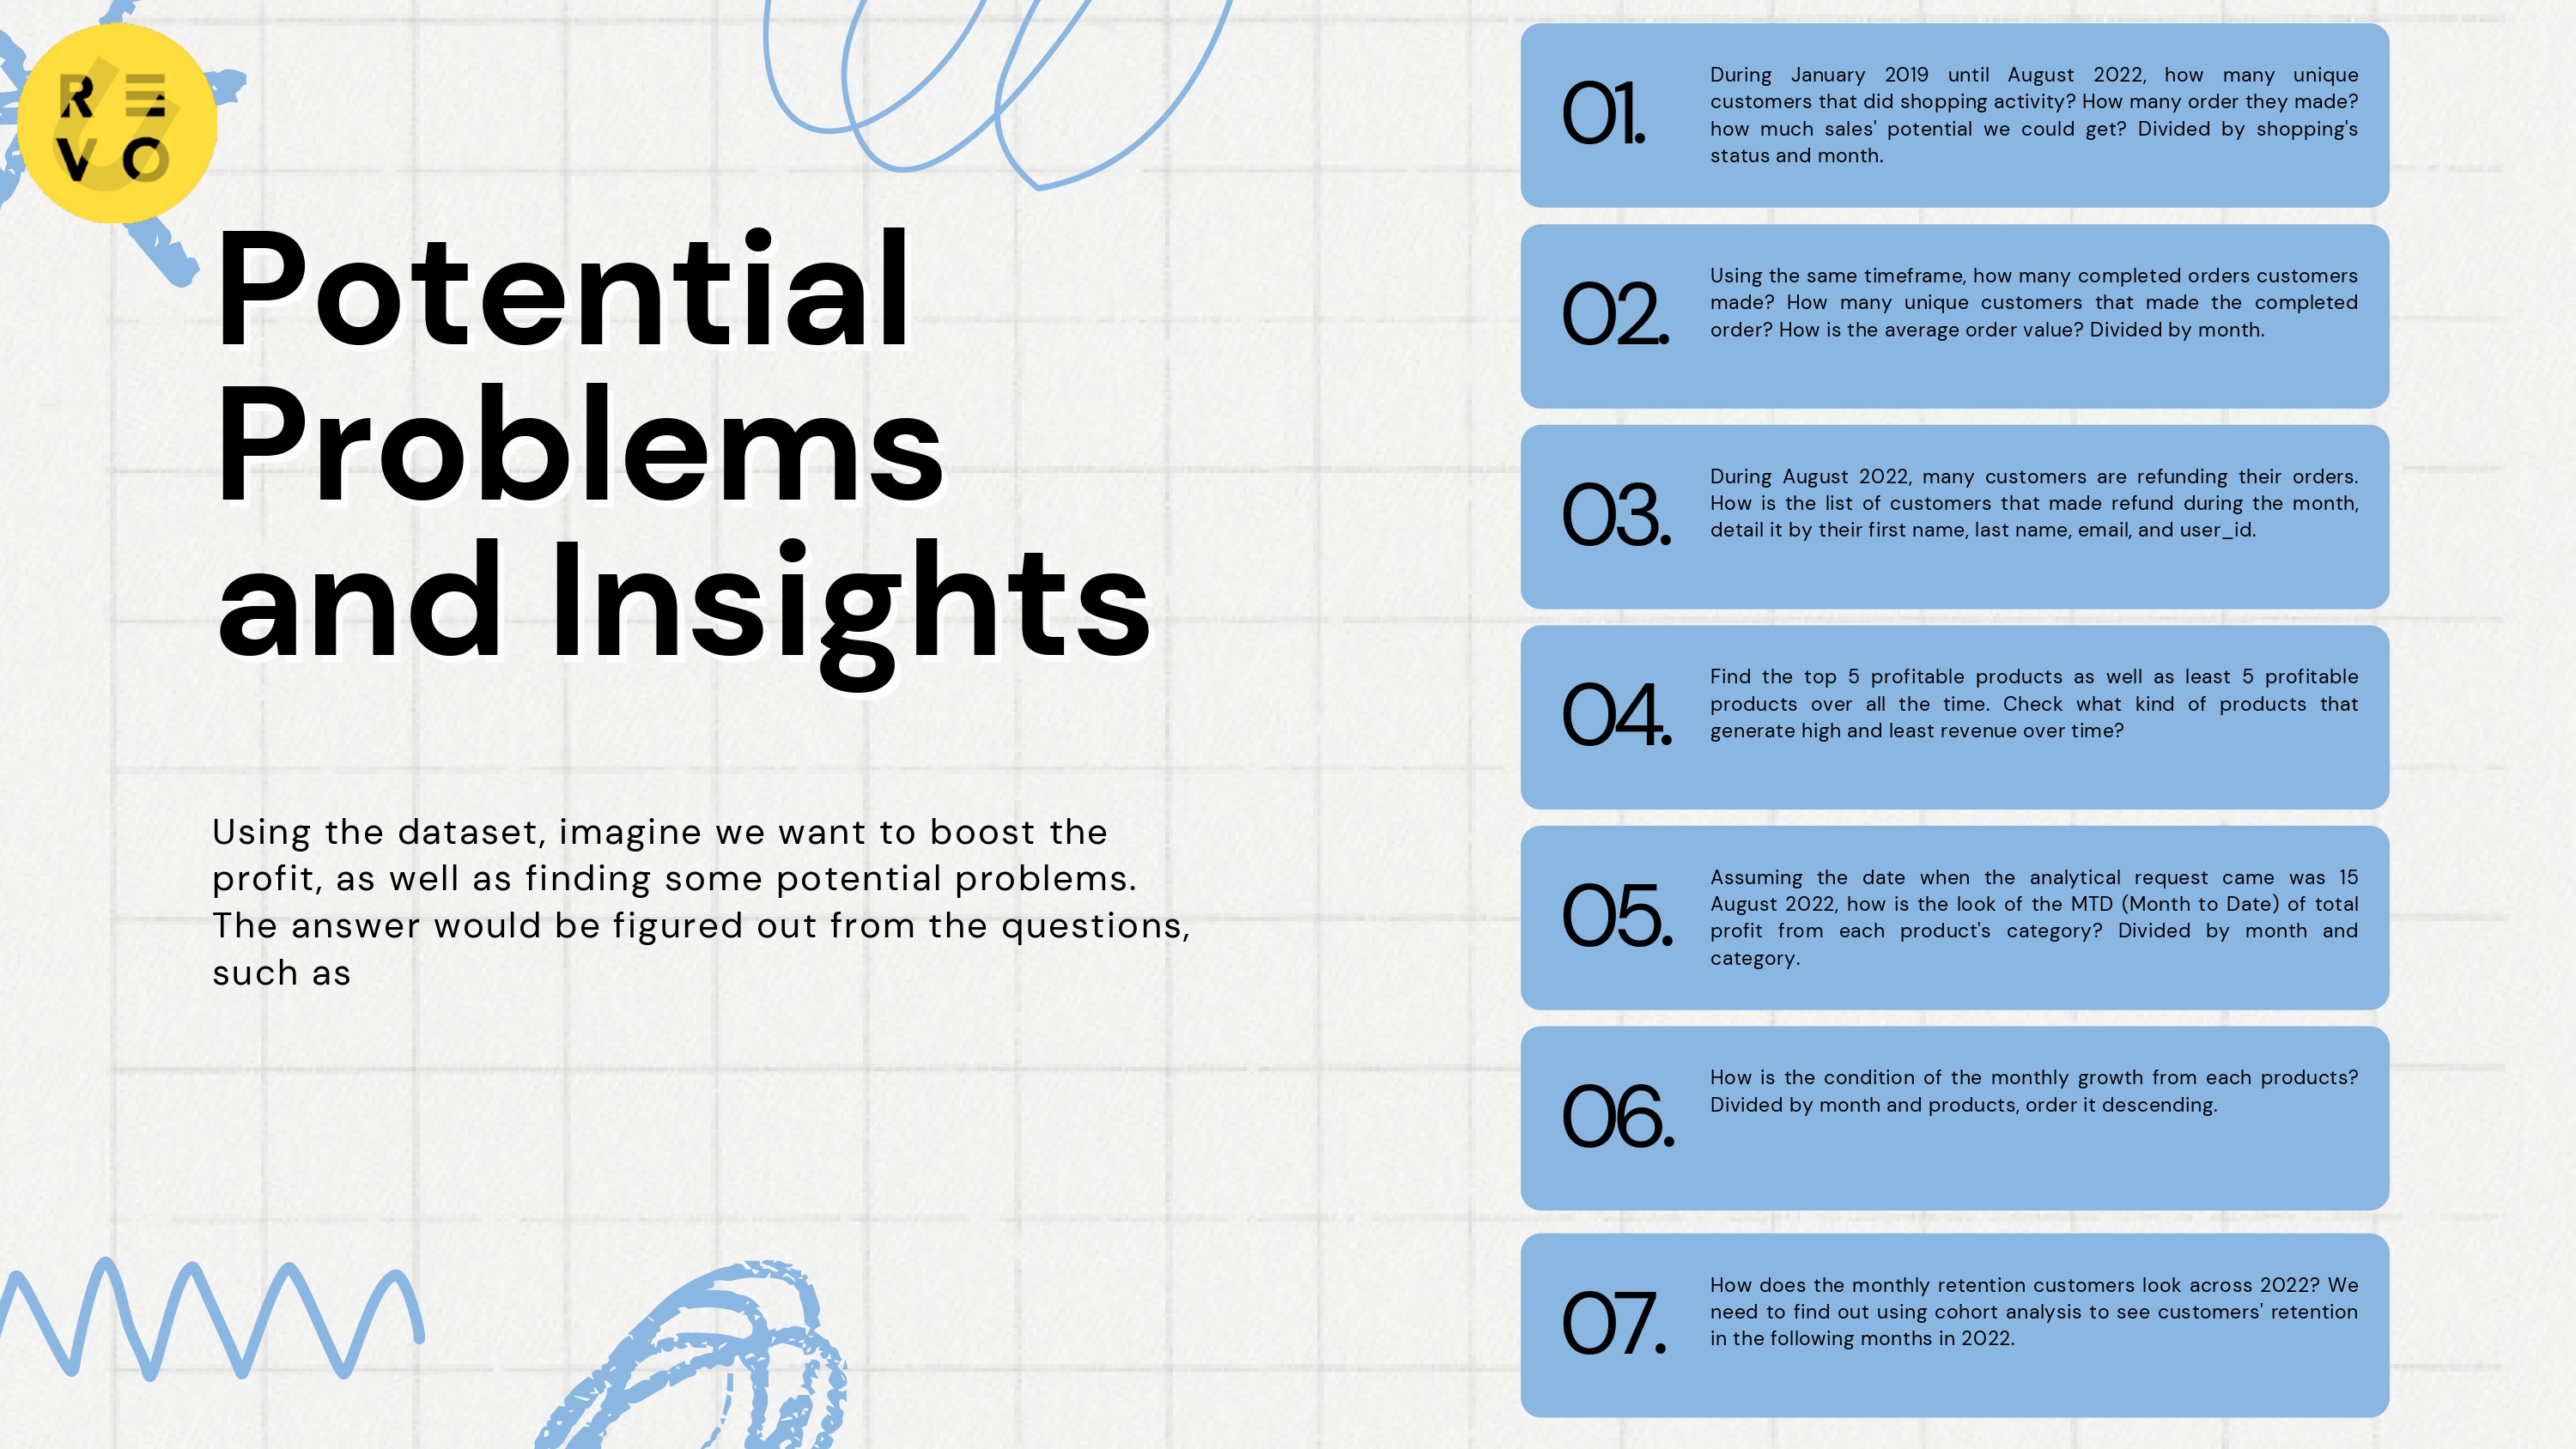 RE
VO
Potential
Problems
and Insights
Using the dataset, imagine we want to boost the
profit, as well as finding some potential problems.
The answer would be figured out from the questions,
such as
01.
During January 2019 until August 2022, how many unique
customers that did shopping activity? How many order they made?
how much sales' potential we could get? Divided by shopping's
status and month.
02.
Using the same timeframe, how many completed orders customers
made? How many unique customers that made the completed
order? How is the average order value? Divided by month.
03.
During August 2022, many customers are refunding their orders.
How is the list of customers that made refund during the month,
detail it by their first name, last name, email, and user_id.
04.
Find the top 5 profitable products as well as least 5 profitable
products over all the time. Check what kind of products that
generate high and least revenue over time?
05.
Assuming the date when the analytical request came was 15
August 2022, how is the look of the MTD (Month to Date) of total
profit from each product's category? Divided by month and
category.
06.
How is the condition of the monthly growth from each products?
Divided by month and products, order it descending.
07.
How does the monthly retention customers look across 2022? We
need to find out using cohort analysis to see customers' retention
in the following months in 2022.